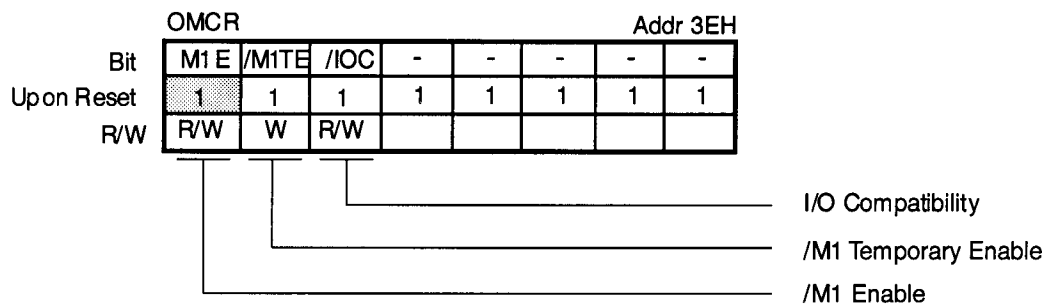 OMCR Addr 3EH
Bit M1E /M1TE /IOC - - - - -
Upon Reset 1 1 1 1 1 1 1 1
R/W R/W W R/W
I/O Compatibility
/M1 Temporary Enable
/M1 Enable